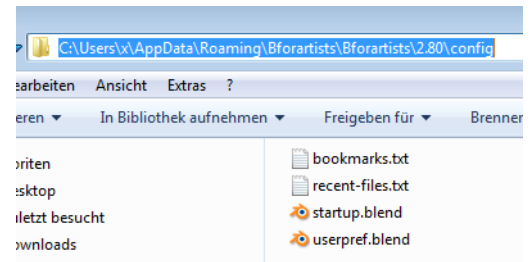 C:\Users\x\AppData\Roaming\Bforartists\Bforartists\2.80\config
earbeiten Ansicht Extras ?
eren In Bibliothek aufnehmen Freigeben für Brennen
oriten
esktop
uletzt besucht
ownloads
bookmarks.txt
recent-files.txt
startup.blend
userpref.blend